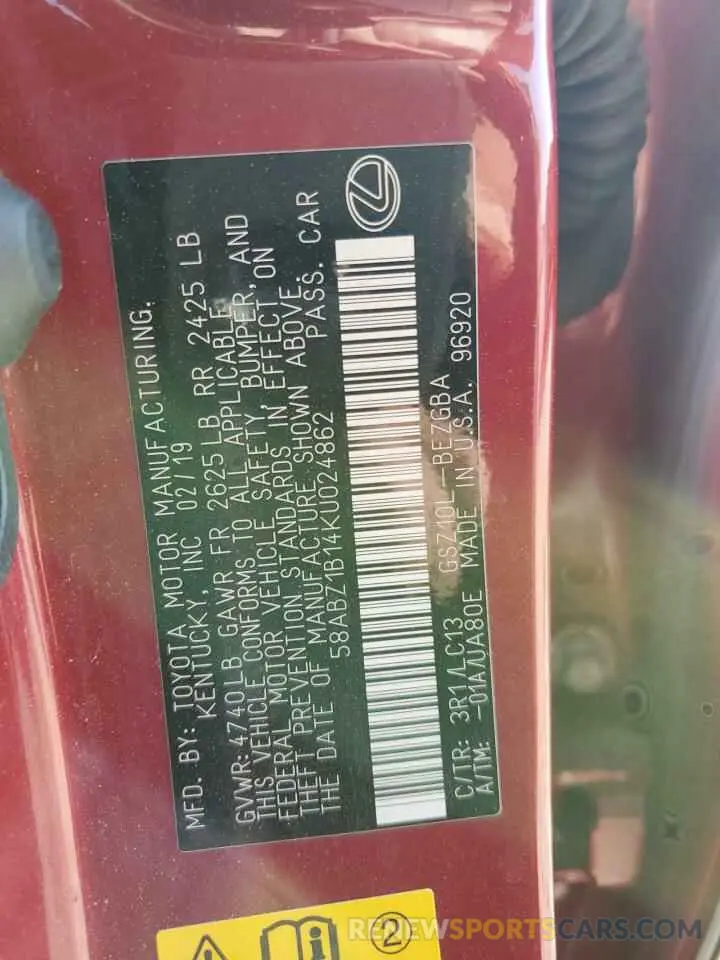 MFD. BY: TOYOTA MOTOR MANUFACTURING.
KENTUCKY, INC 02/19
GVWR: 4740 LB GAWR FR 2625 LB RR 2425 LB
THIS VEHICLE CONFORMS TO ALL APPLICABLE
FEDERAL MOTOR VEHICLE SAFETY, BUMPER, AND
THEFT PREVENTION STANDARDS IN EFFECT ON
THE DATE OF MANUFACTURE SHOWN ABOVE.
58ABZ1B14KU024862 PASS. CAR
C/TR: 3R1/LC13 GSZ10L-BEZGBA
A/TM: -01A/UA80E MADE IN U.S.A. 96920
2
RENEWSPORTSCARS.COM